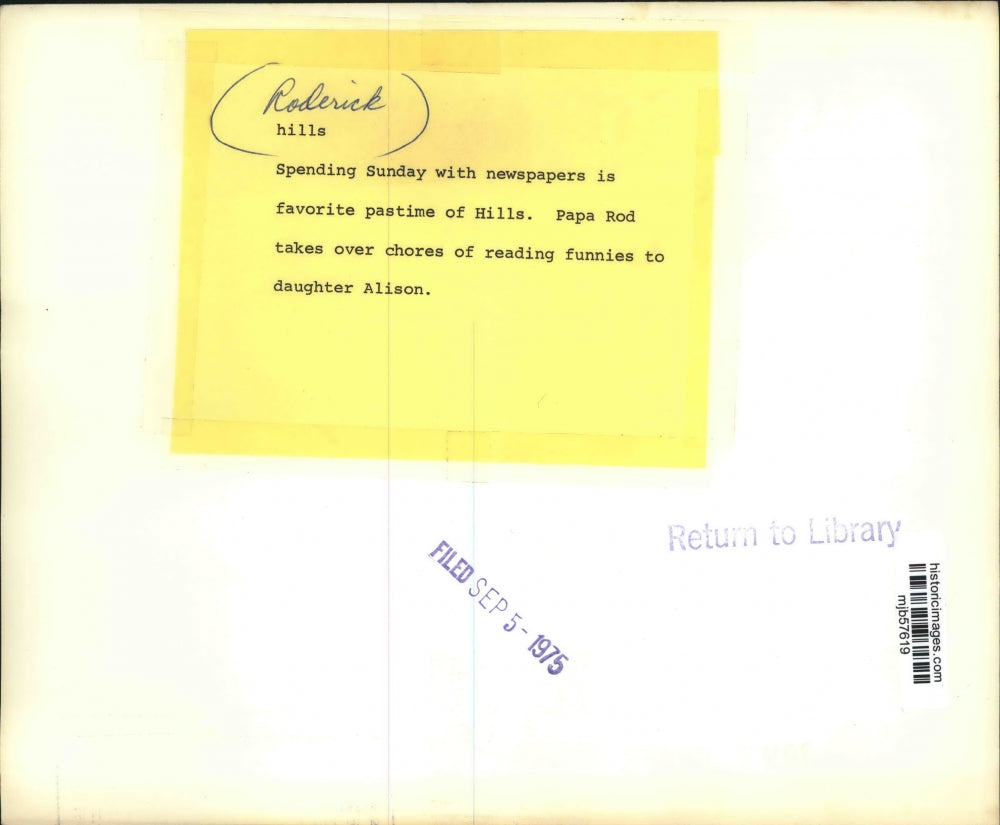 Roderick
hills
Spending Sunday with newspapers is
favorite pastime of Hills.  Papa Rod
takes over chores of reading funnies to
daughter Alison.
Return to Library
FILED SEP 5 - 1975
historicimages.com
mjb57619